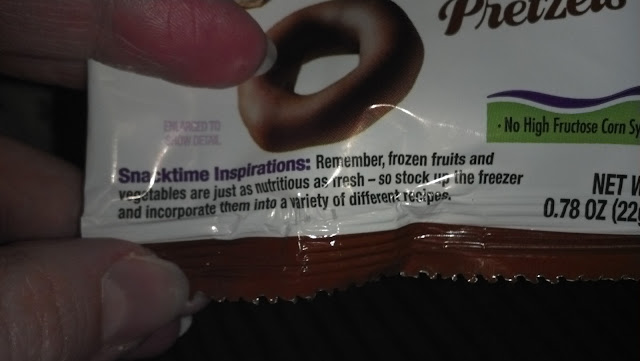 Pretzels
ENLARGED TO
SHOW DETAIL
· No High Fructose Corn Sy
Snacktime Inspirations: Remember, frozen fruits and
vegetables are just as nutritious as fresh – so stock up the freezer
and incorporate them into a variety of different recipes.
NET W
0.78 OZ (22g